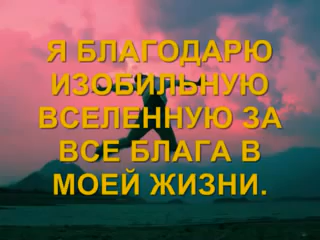 Я БЛАГОДАРЮ
ИЗОБИЛЬНУЮ
ВСЕЛЕННУЮ ЗА
ВСЕ БЛАГА В
МОЕЙ ЖИЗНИ.